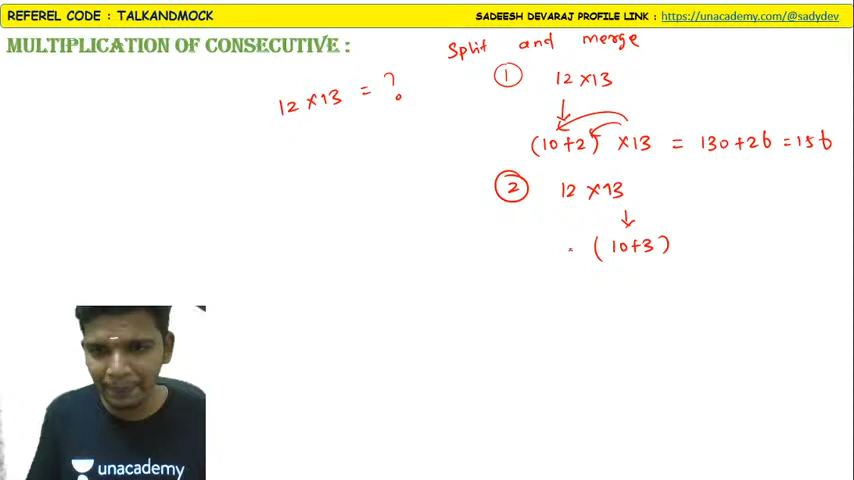 REFEREL CODE : TALKANDMOCK
SADEESH DEVARAJ PROFILE LINK : https://unacademy.com/@sadydev
MULTIPLICATION OF CONSECUTIVE :
Split and merge
12 × 13 = ?
1 12 × 13
(10+2) × 13 = 130 + 26 = 156
2 12 × 13
(10+3)
unacademy